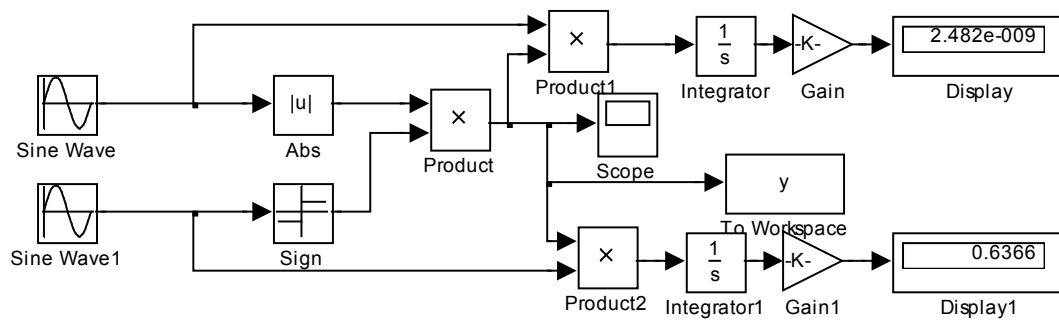 ×
Product1
1
s
Integrator
-K-
Gain
2.482e-009
Display
Sine Wave
|u|
Abs
×
Product
Scope
y
To Workspace
Sine Wave1
Sign
×
Product2
1
s
Integrator1
-K-
Gain1
0.6366
Display1